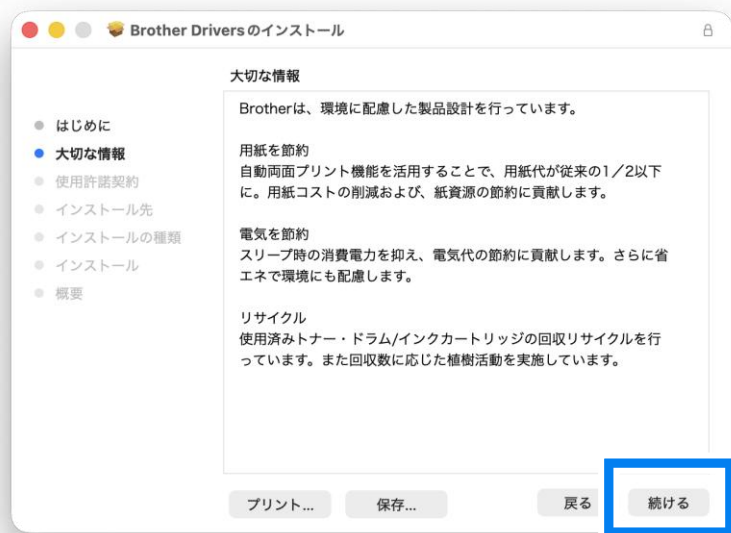 Brother Driversのインストール
大切な情報
はじめに
大切な情報
使用許諾契約
インストール先
インストールの種類
インストール
概要
Brotherは、環境に配慮した製品設計を行っています。
用紙を節約
自動両面プリント機能を活用することで、用紙代が従来の1／2以下
に。用紙コストの削減および、紙資源の節約に貢献します。
電気を節約
スリープ時の消費電力を抑え、電気代の節約に貢献します。さらに省
エネで環境にも配慮します。
リサイクル
使用済みトナー・ドラム/インクカートリッジの回収リサイクルを行
っています。また回収数に応じた植樹活動を実施しています。
プリント...
保存...
戻る
続ける